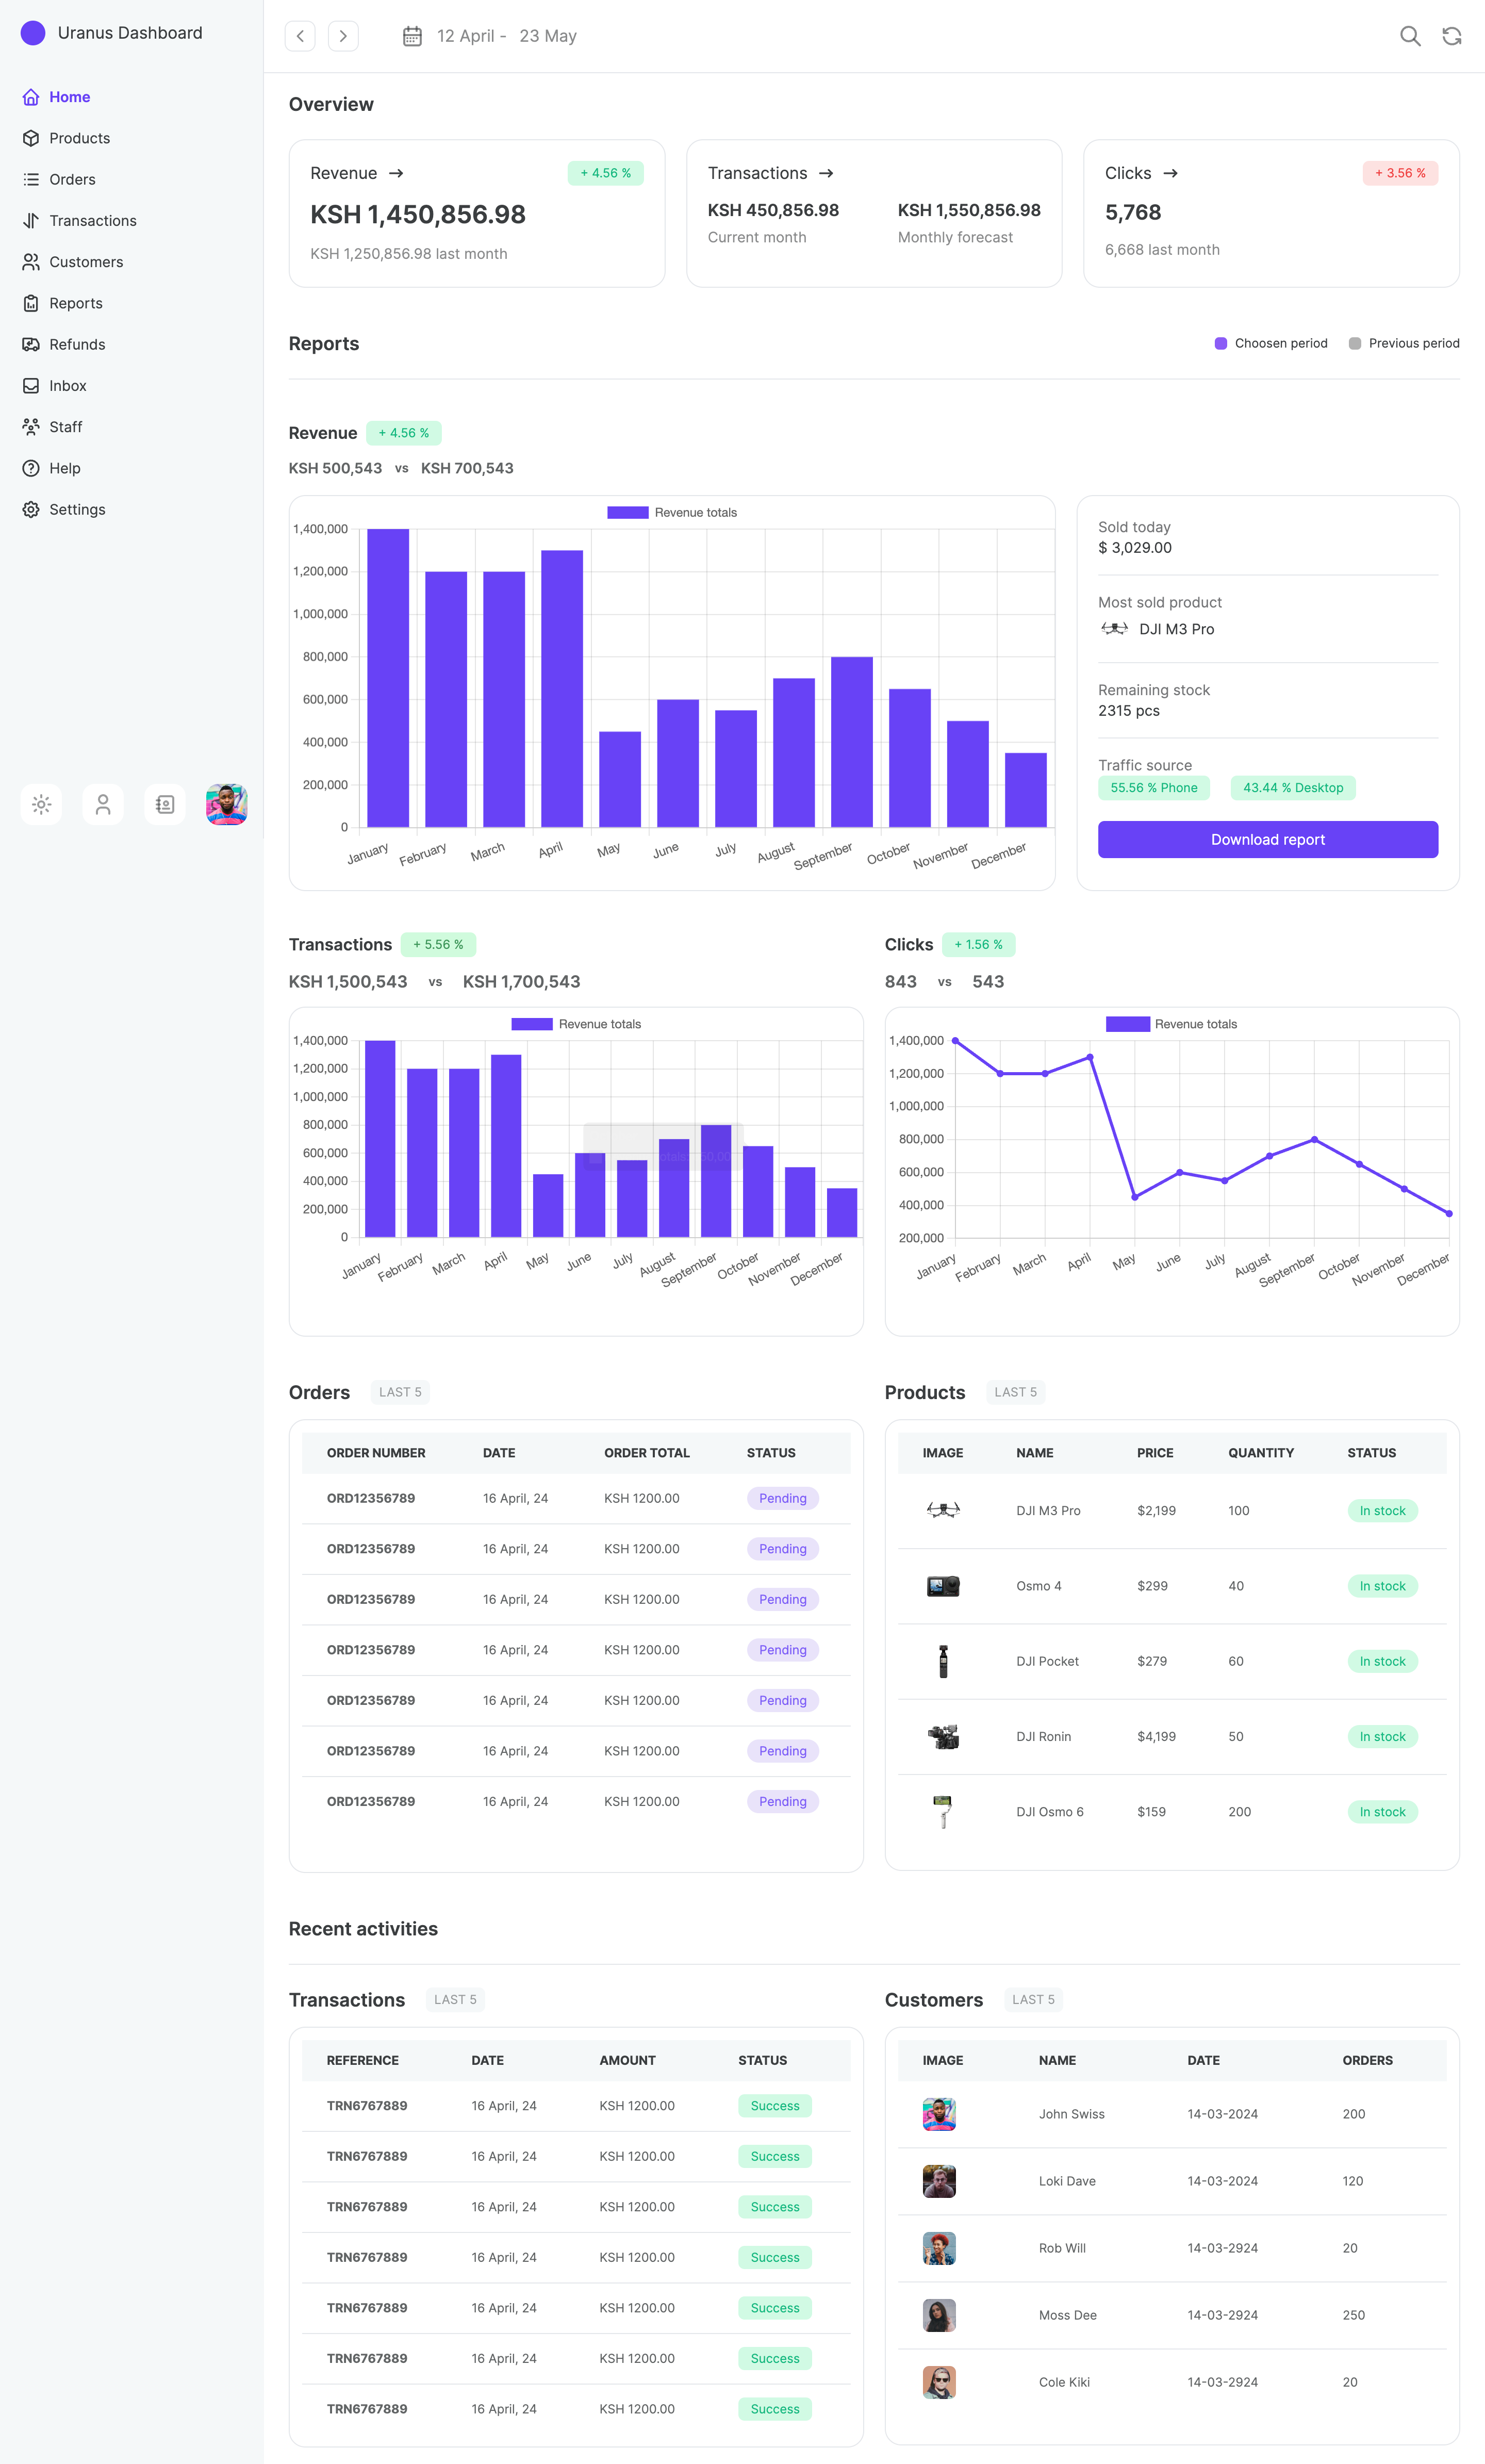 Uranus Dashboard
Home
Products
Orders
Transactions
Customers
Reports
Refunds
Inbox
Staff
Help
Settings
12 April - 23 May
Overview
Revenue → + 4.56 %
KSH 1,450,856.98
KSH 1,250,856.98 last month
Transactions →
KSH 450,856.98 KSH 1,550,856.98
Current month Monthly forecast
Clicks → + 3.56 %
5,768
6,668 last month
Reports Choosen period Previous period
Revenue + 4.56 %
KSH 500,543 vs KSH 700,543
Revenue totals
1,400,000
1,200,000
1,000,000
800,000
600,000
400,000
200,000
0
January February March April May June July August September October November December
Sold today
$ 3,029.00
Most sold product
DJI M3 Pro
Remaining stock
2315 pcs
Traffic source
55.56 % Phone 43.44 % Desktop
Download report
Transactions + 5.56 %
KSH 1,500,543 vs KSH 1,700,543
Revenue totals
1,400,000
1,200,000
1,000,000
800,000
600,000
400,000
200,000
0
January February March April May June July August September October November December
Clicks + 1.56 %
843 vs 543
Revenue totals
1,400,000
1,200,000
1,000,000
800,000
600,000
400,000
200,000
January February March April May June July August September October November December
Orders LAST 5
ORDER NUMBER DATE ORDER TOTAL STATUS
ORD12356789 16 April, 24 KSH 1200.00 Pending
ORD12356789 16 April, 24 KSH 1200.00 Pending
ORD12356789 16 April, 24 KSH 1200.00 Pending
ORD12356789 16 April, 24 KSH 1200.00 Pending
ORD12356789 16 April, 24 KSH 1200.00 Pending
ORD12356789 16 April, 24 KSH 1200.00 Pending
ORD12356789 16 April, 24 KSH 1200.00 Pending
Products LAST 5
IMAGE NAME PRICE QUANTITY STATUS
DJI M3 Pro $2,199 100 In stock
Osmo 4 $299 40 In stock
DJI Pocket $279 60 In stock
DJI Ronin $4,199 50 In stock
DJI Osmo 6 $159 200 In stock
Recent activities
Transactions LAST 5
REFERENCE DATE AMOUNT STATUS
TRN6767889 16 April, 24 KSH 1200.00 Success
TRN6767889 16 April, 24 KSH 1200.00 Success
TRN6767889 16 April, 24 KSH 1200.00 Success
TRN6767889 16 April, 24 KSH 1200.00 Success
TRN6767889 16 April, 24 KSH 1200.00 Success
TRN6767889 16 April, 24 KSH 1200.00 Success
TRN6767889 16 April, 24 KSH 1200.00 Success
Customers LAST 5
IMAGE NAME DATE ORDERS
John Swiss 14-03-2024 200
Loki Dave 14-03-2024 120
Rob Will 14-03-2924 20
Moss Dee 14-03-2924 250
Cole Kiki 14-03-2924 20